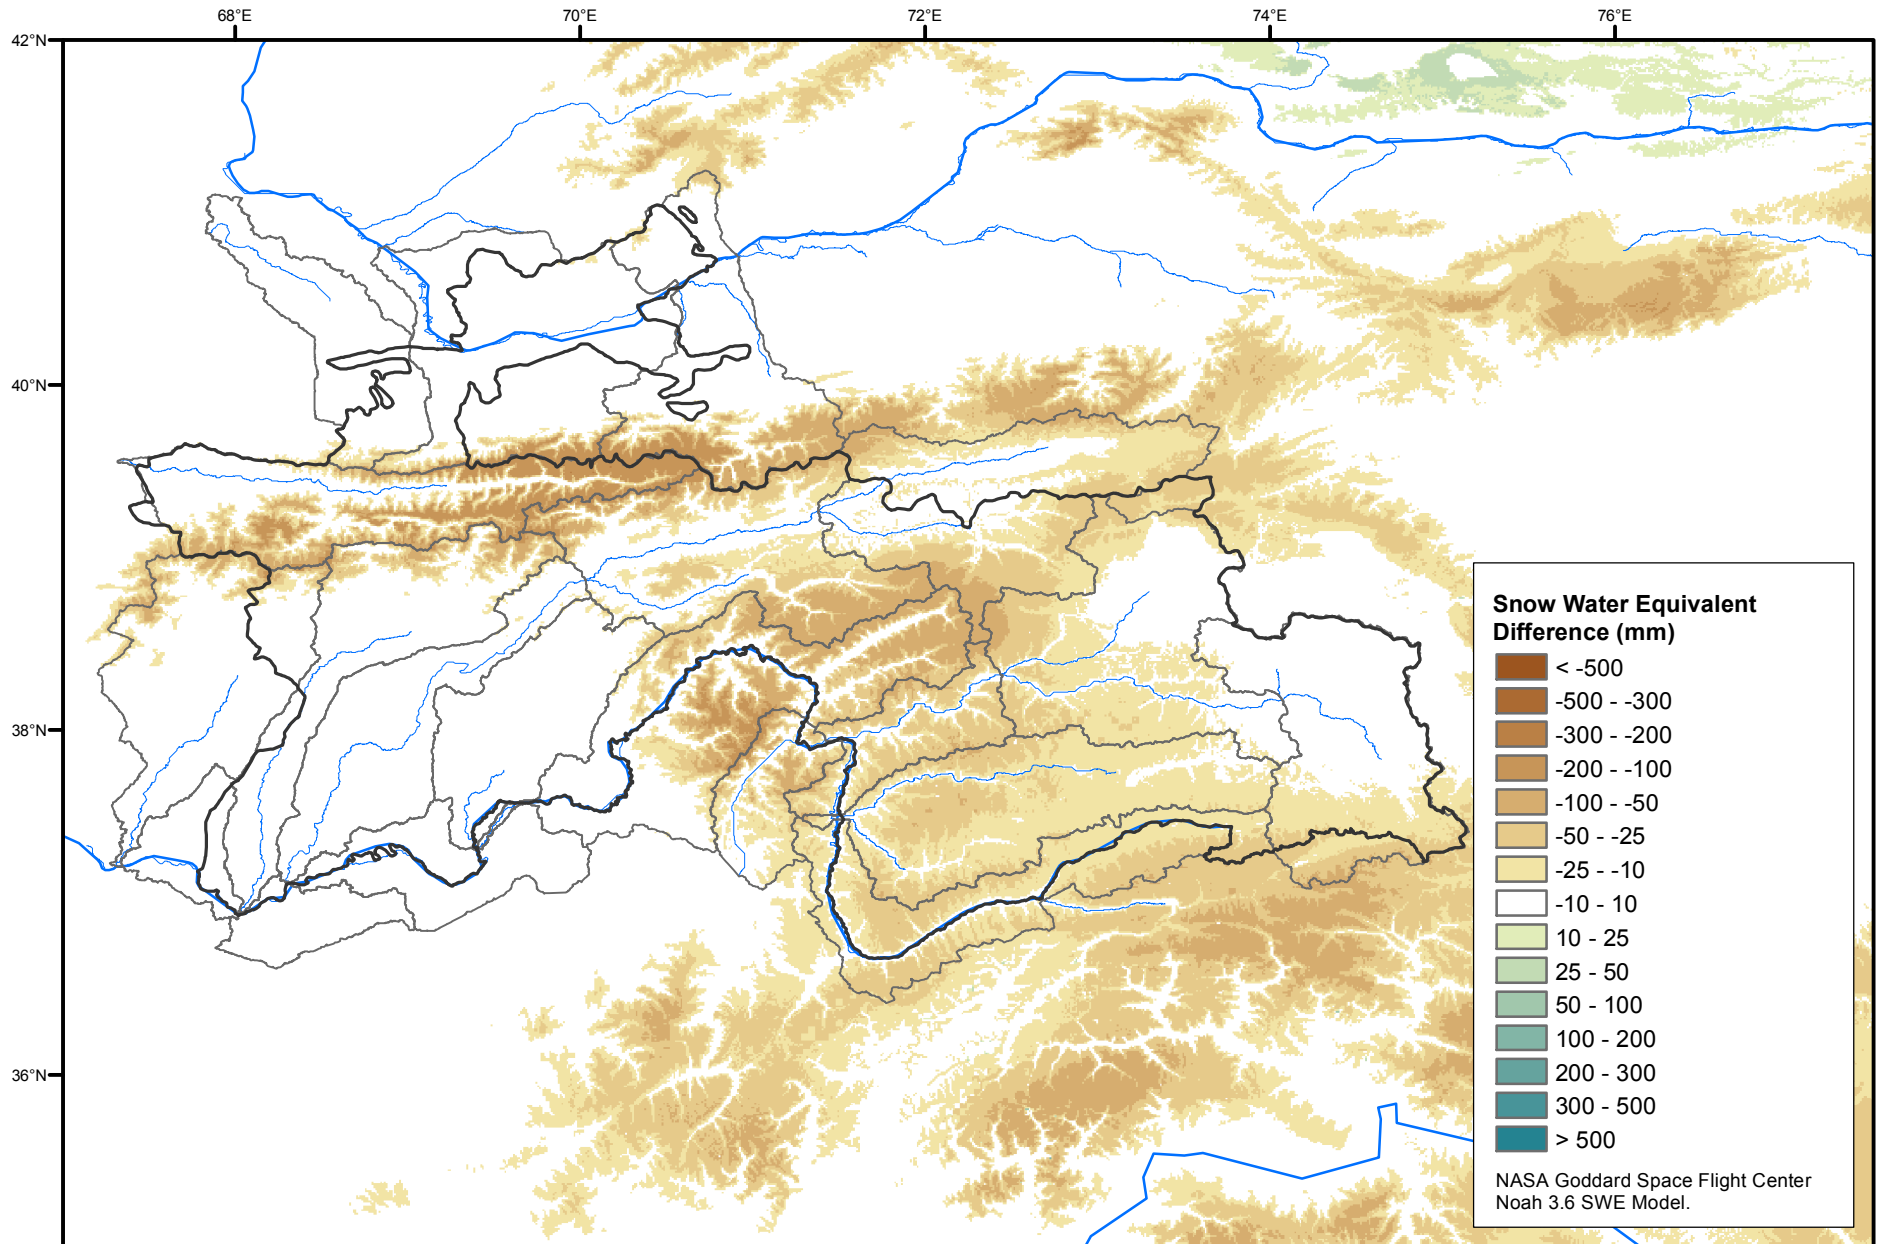 68°E
70°E
72°E
74°E
76°E
42°N
40°N
38°N
36°N
Snow Water Equivalent
Difference (mm)
< -500
-500 - -300
-300 - -200
-200 - -100
-100 - -50
-50 - -25
-25 - -10
-10 - 10
10 - 25
25 - 50
50 - 100
100 - 200
200 - 300
300 - 500
> 500
NASA Goddard Space Flight Center
Noah 3.6 SWE Model.